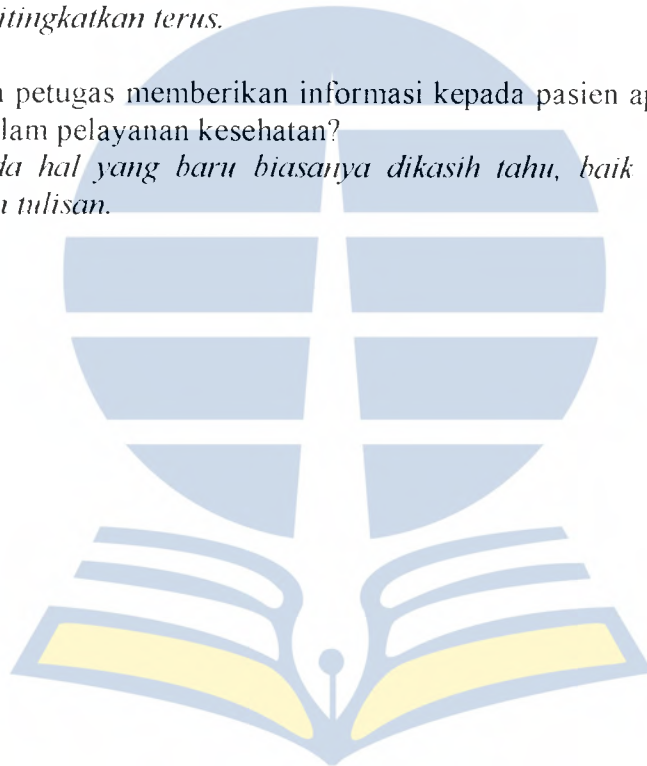 itingkatkan terus.
petugas memberikan informasi kepada pasien ap
lam pelayanan kesehatan?
la hal yang baru biasanya dikasih tahu, baik
tulisan.